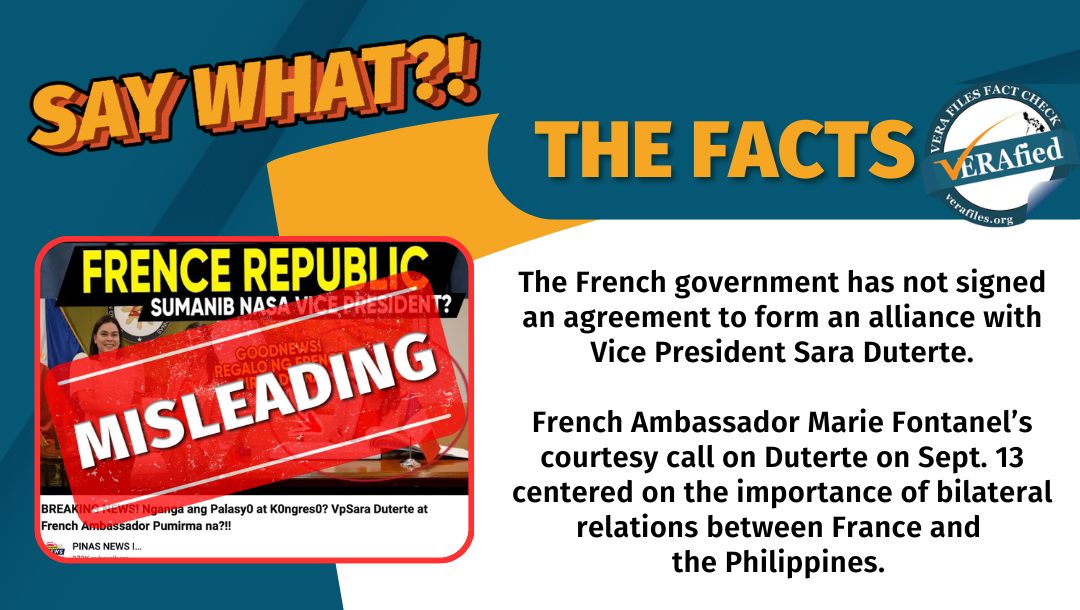 SAY WHAT?!
THE FACTS
VERA FILES FACT CHECK
VERAfied
verafiles.org
FRENCE REPUBLIC
SUMANIB NASA VICE PRESIDENT?
GOODNEWS!
REGALO NG
MISLEADING
BREAKING NEWS! Nganga ang Palasy0 at K0ngres0? VpSara Duterte at
French Ambassador Pumirma na?!!
PINAS NEWS I...
The French government has not signed
an agreement to form an alliance with
Vice President Sara Duterte.
French Ambassador Marie Fontanel’s
courtesy call on Duterte on Sept. 13
centered on the importance of bilateral
relations between France and
the Philippines.